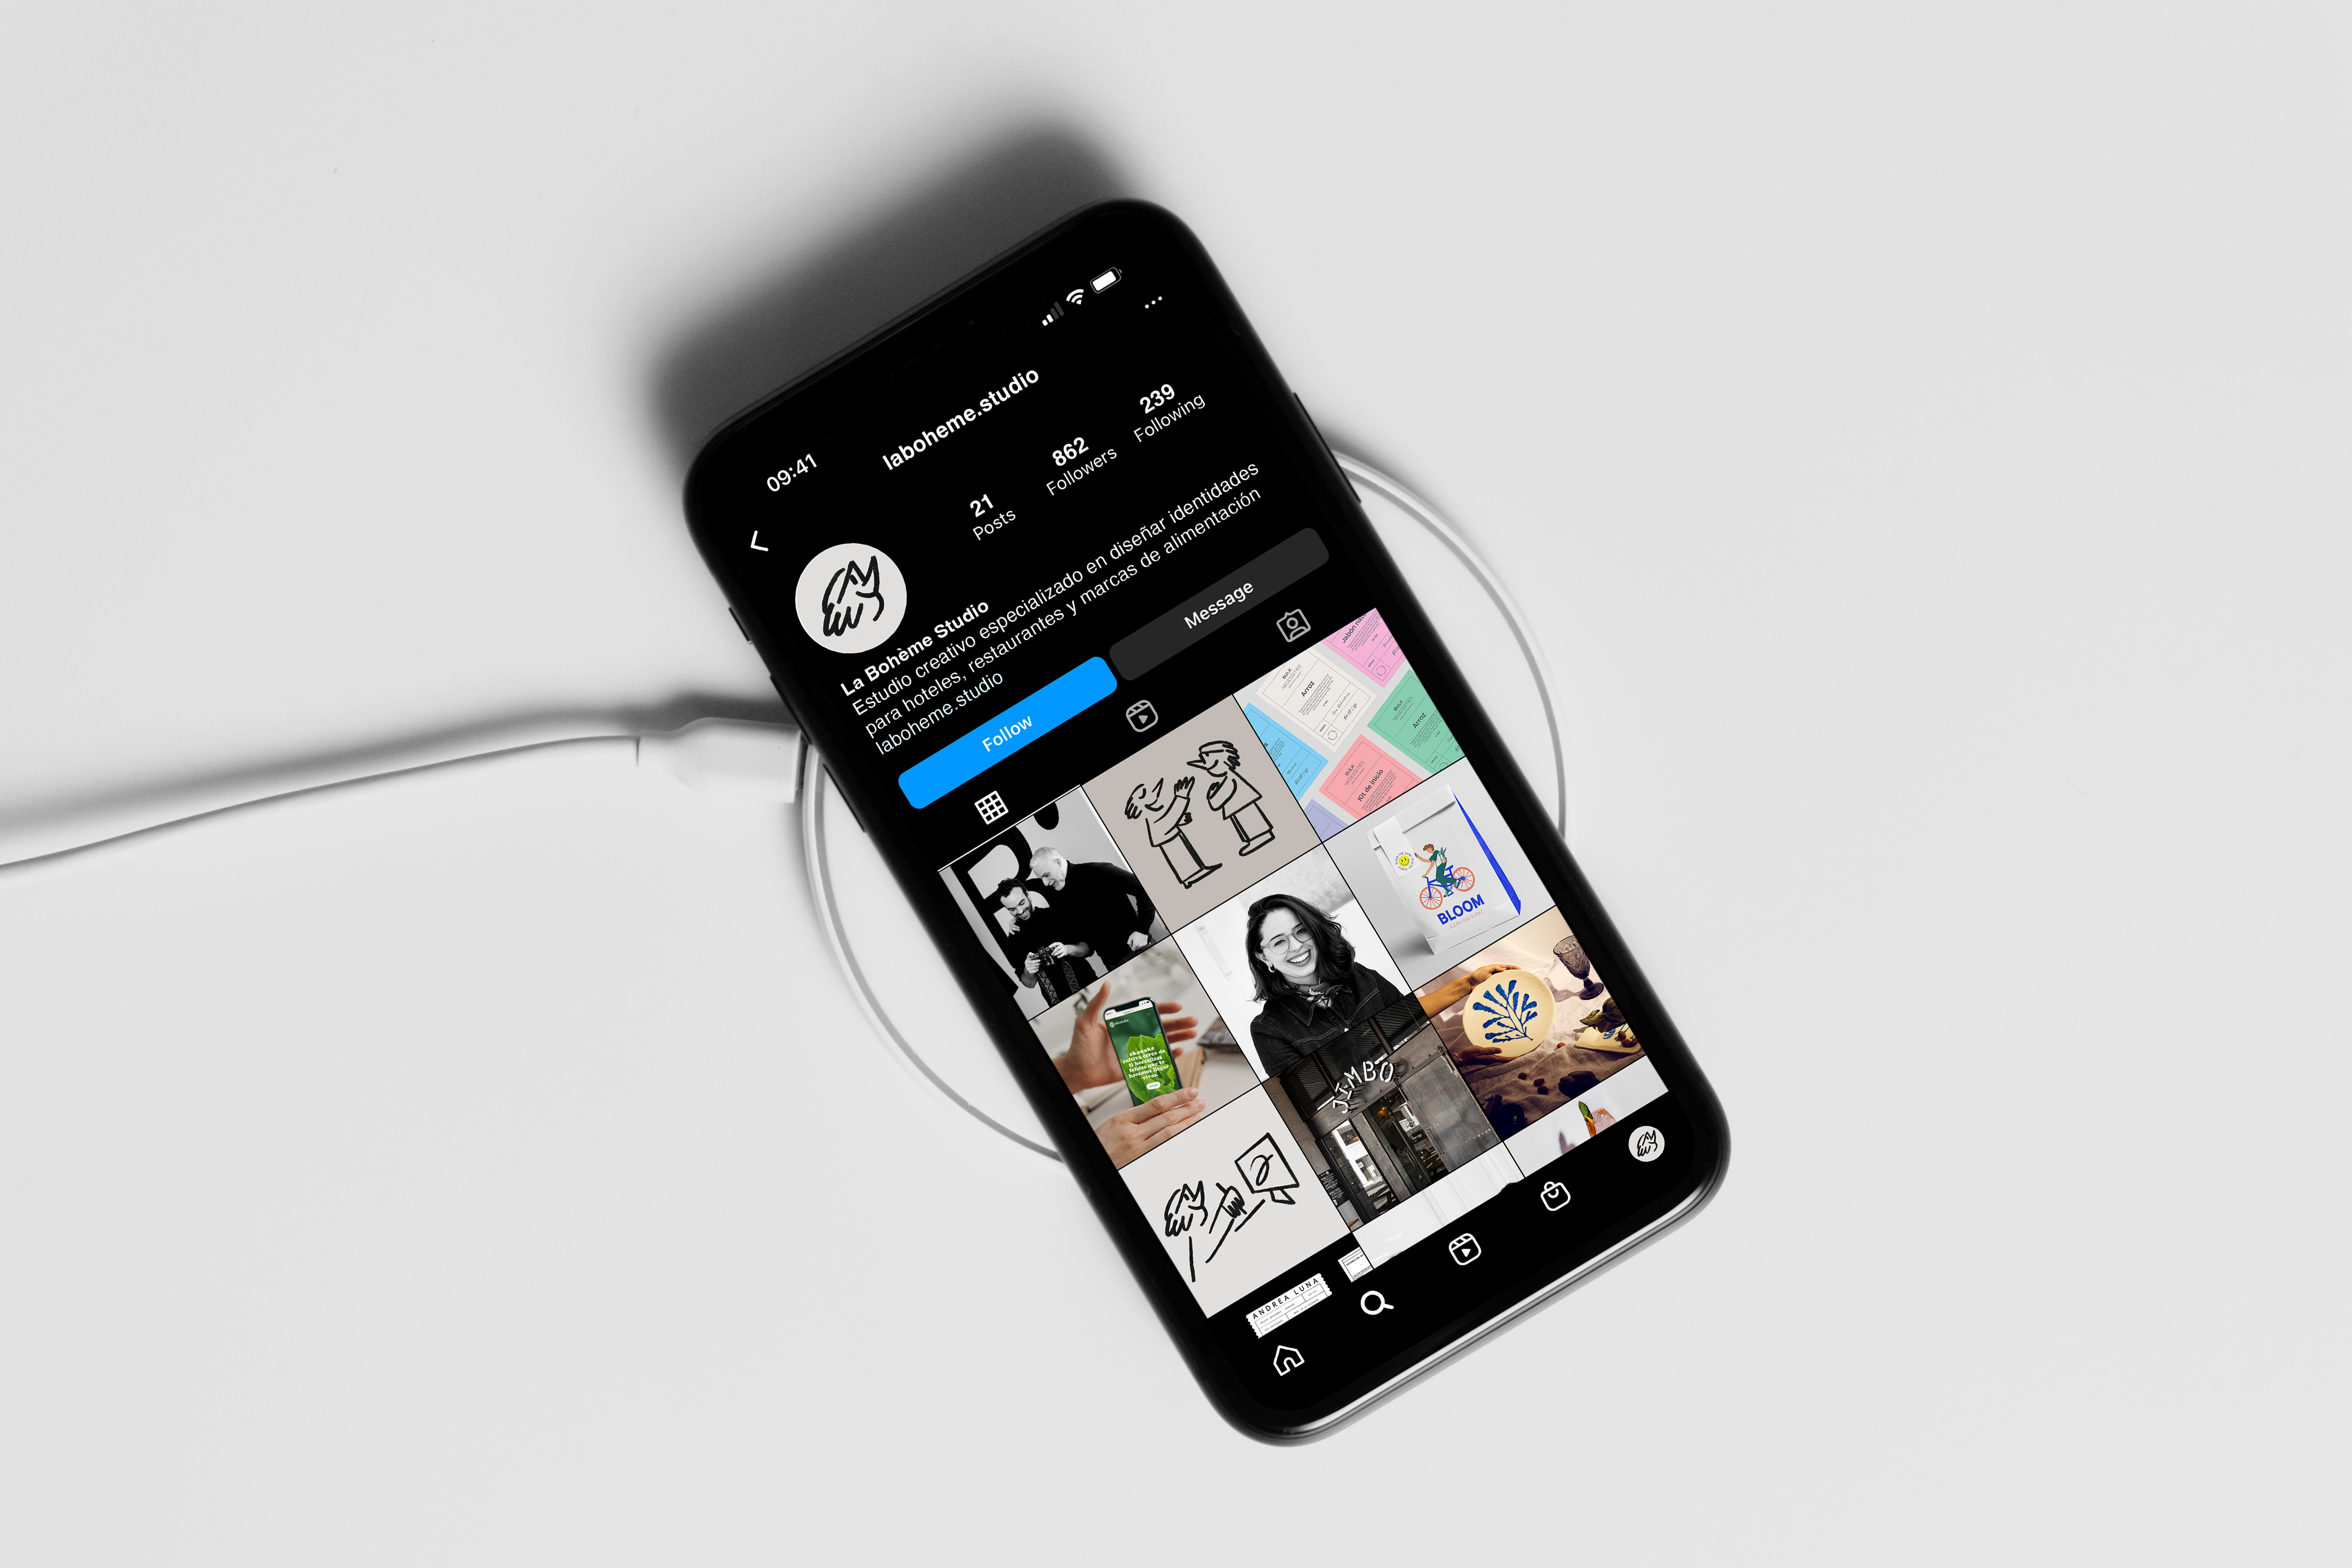 09:41
laboheme.studio
21
Posts
862
Followers
239
Following
La Bohème Studio
Estudio creativo especializado en diseñar identidades
para hoteles, restaurantes y marcas de alimentación
laboheme.studio
Follow
Message
Arroz
Arroz
Kit de inicio
BLOOM
JIMBO
ANDREA LUNA